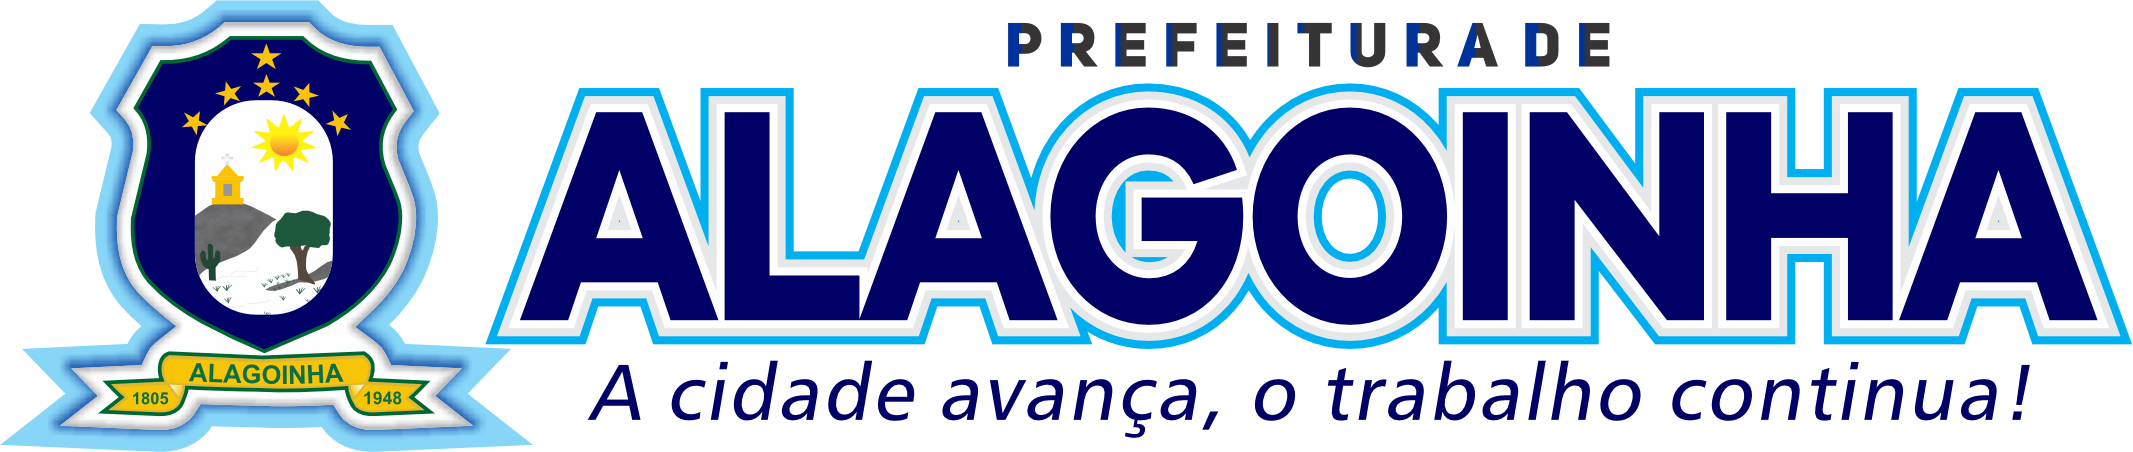 ALAGOINHA
1805 1948
PREFEITURA DE
ALAGOINHA
A cidade avança, o trabalho continua!